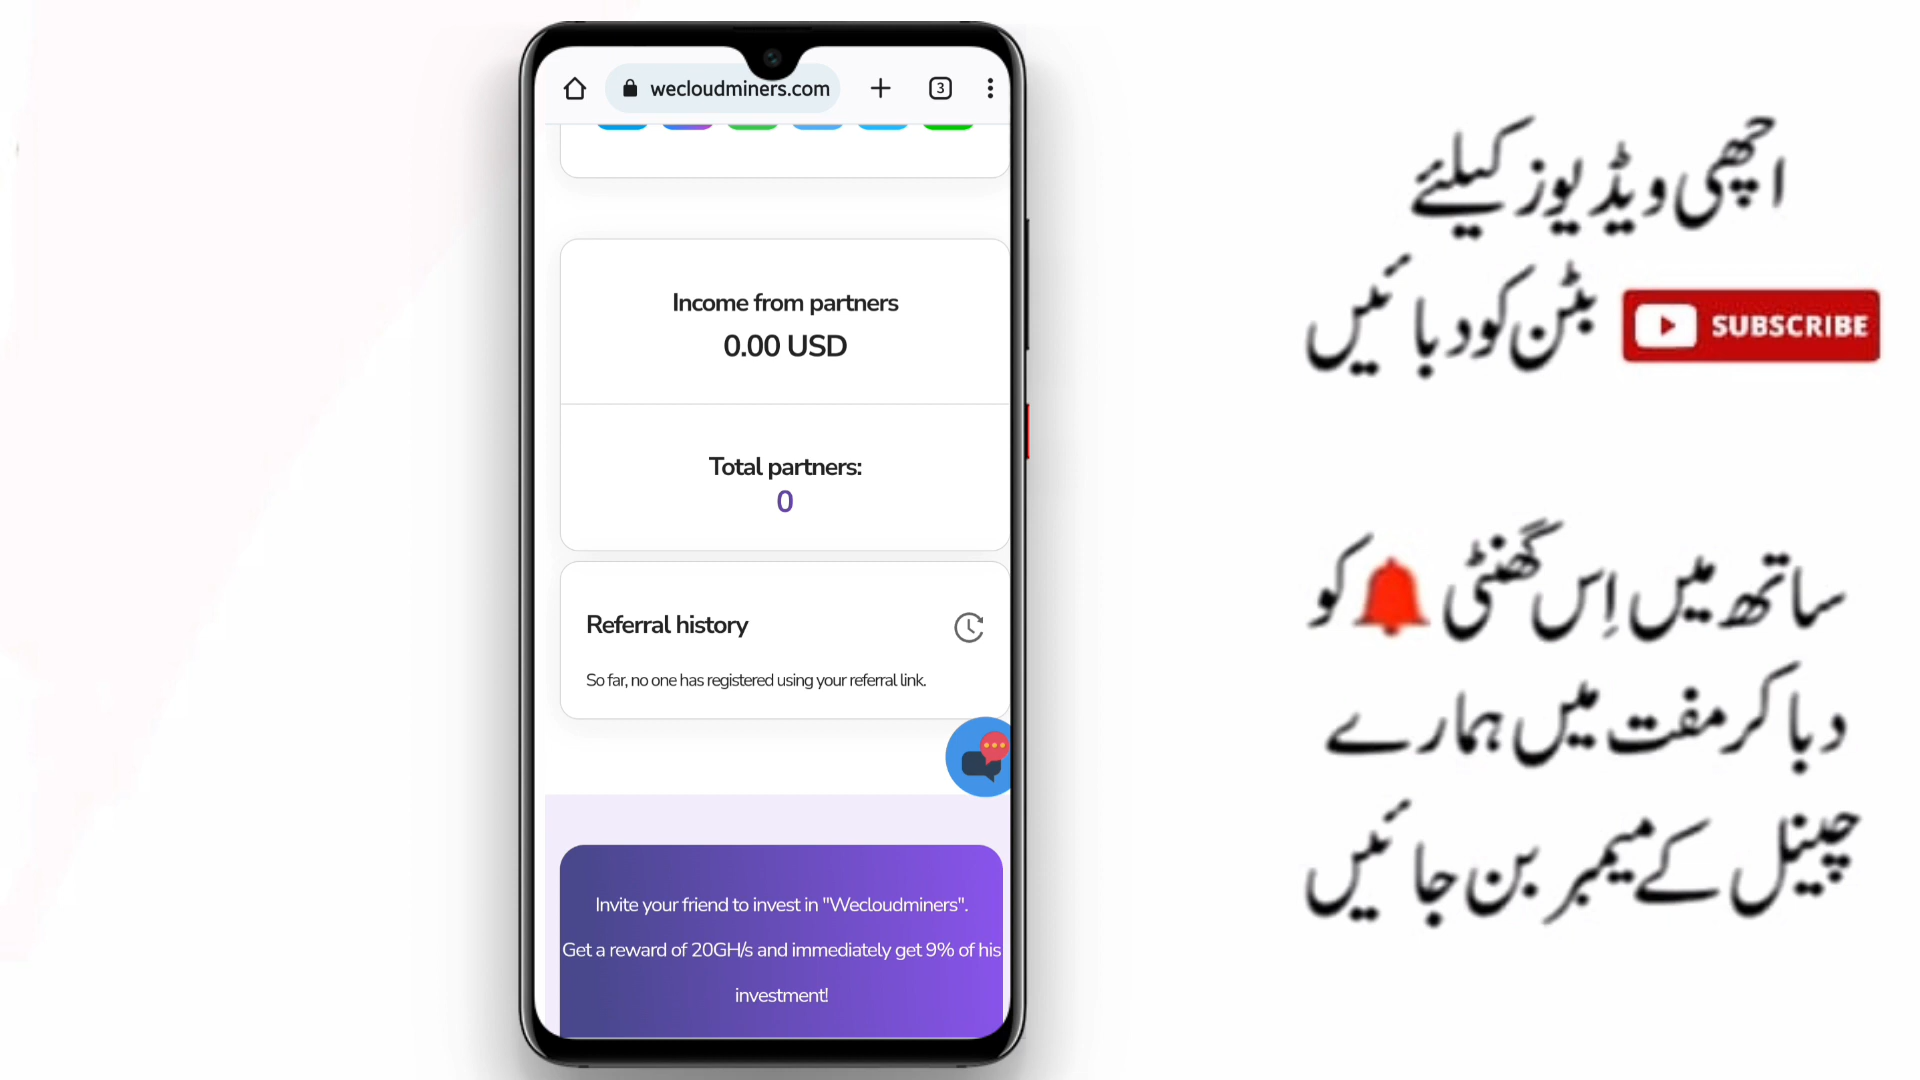 wecloudminers.com
3
Income from partners
0.00 USD
Total partners:
0
Referral history
So far, no one has registered using your referral link.
Invite your friend to invest in "Wecloudminers".
Get a reward of 20GH/s and immediately get 9% of his
investment!
اچھی ویڈیوز کیلئے
SUBSCRIBE بٹن کو دبائیں
ساتھ میں اِس گھنٹی کو
دبا کر مفت میں ہمارے
چینل کے میمبر بن جائیں